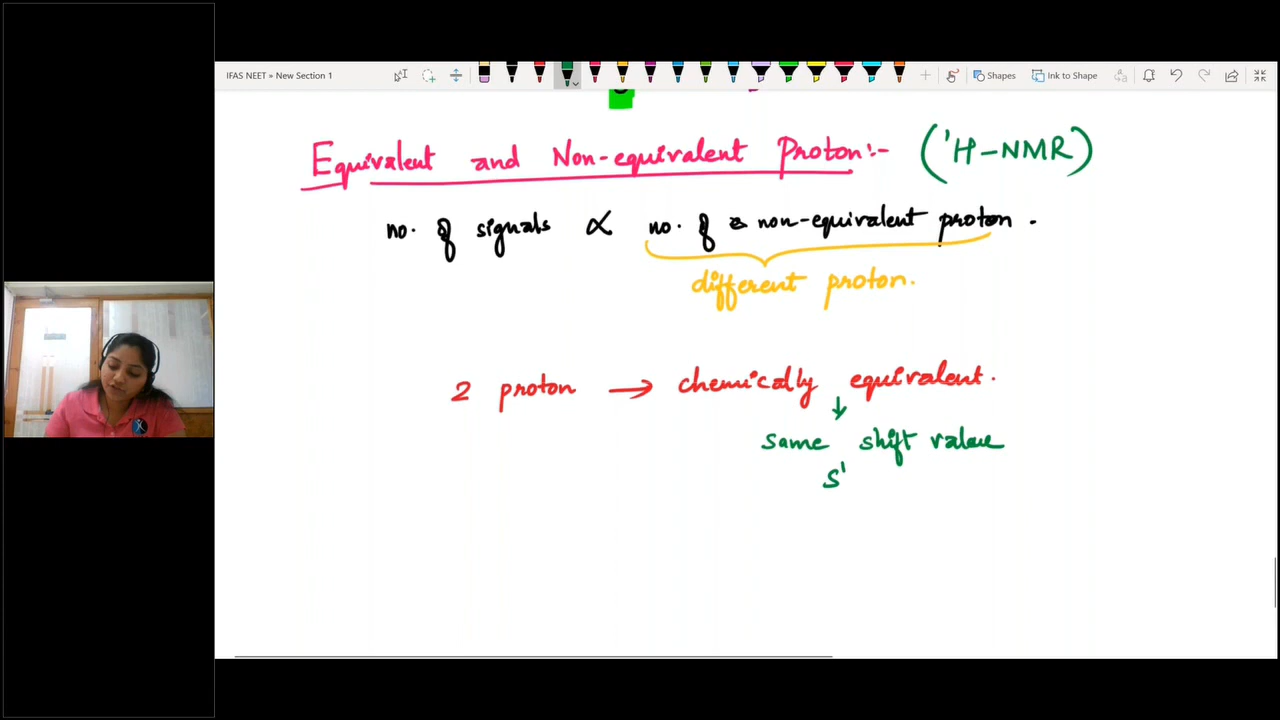 IFAS NEET » New Section 1
Shapes
Ink to Shape
Equivalent and Non-equivalent Proton:- ('H-NMR)
no. of signals ∝ no. of non-equivalent proton.
different proton.
2 proton → chemically equivalent.
↓
same shift value
s'